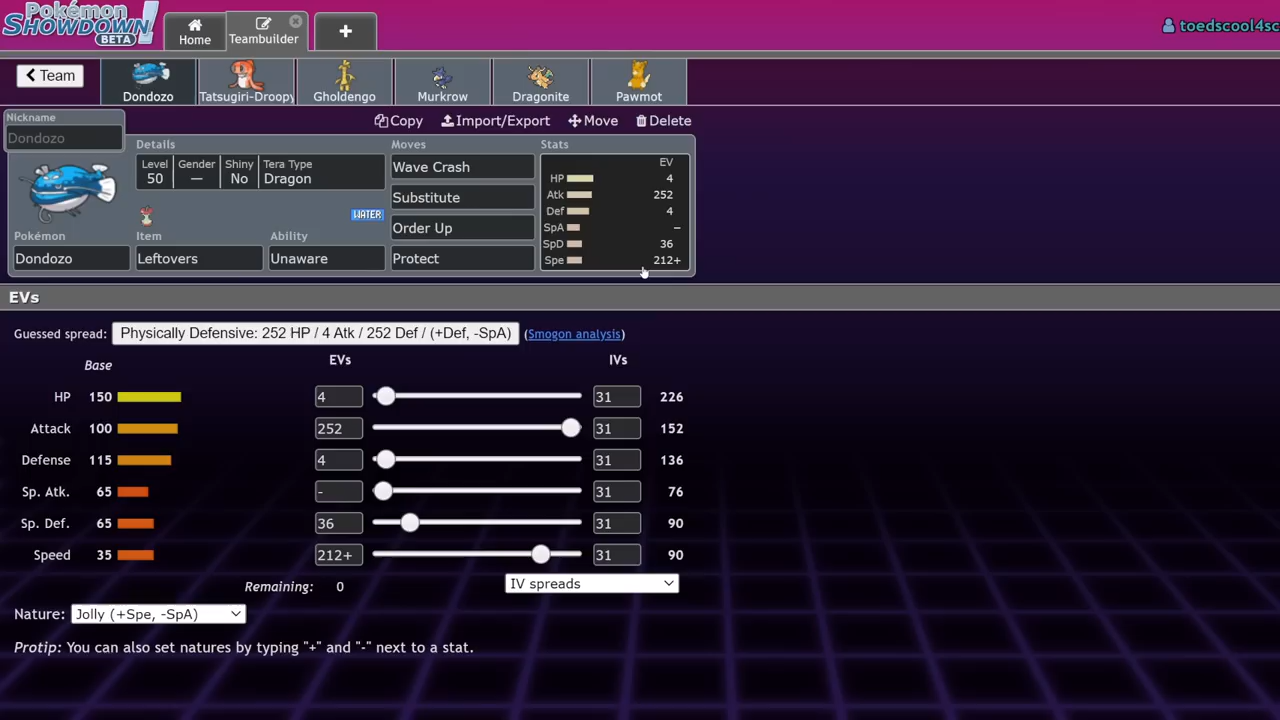 Pokémon
SHOWDOWN!
BETA
Home
Teambuilder
+
toedscool4sc
Team
Dondozo
Tatsugiri-Droopy
Gholdengo
Murkrow
Dragonite
Pawmot
Nickname
Dondozo
Copy
Import/Export
Move
Delete
Details
Moves
Stats
Level
50
Gender
—
Shiny
No
Tera Type
Dragon
Wave Crash
Substitute
Order Up
Protect
WATER
Pokémon
Dondozo
Item
Leftovers
Ability
Unaware
EV
HP 4
Atk 252
Def 4
SpA –
SpD 36
Spe 212+
EVs
Guessed spread: Physically Defensive: 252 HP / 4 Atk / 252 Def / (+Def, -SpA) (Smogon analysis)
Base EVs IVs
HP 150 4 31 226
Attack 100 252 31 152
Defense 115 4 31 136
Sp. Atk. 65 - 31 76
Sp. Def. 65 36 31 90
Speed 35 212+ 31 90
Remaining: 0 IV spreads
Nature: Jolly (+Spe, -SpA)
Protip: You can also set natures by typing "+" and "-" next to a stat.